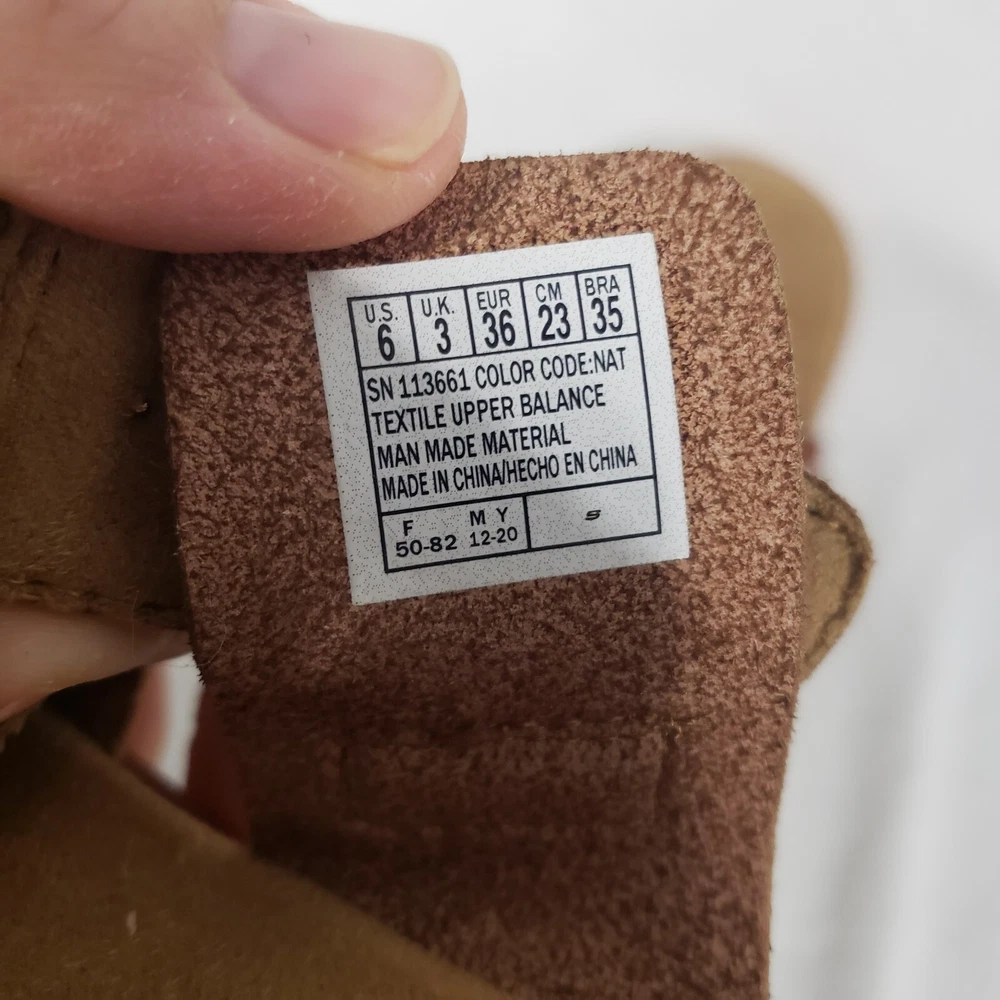 U.S. U.K. EUR CM BRA
6 3 36 23 35
SN 113661 COLOR CODE:NAT
TEXTILE UPPER BALANCE
MAN MADE MATERIAL
MADE IN CHINA/HECHO EN CHINA
F M Y S
50-82 12-20